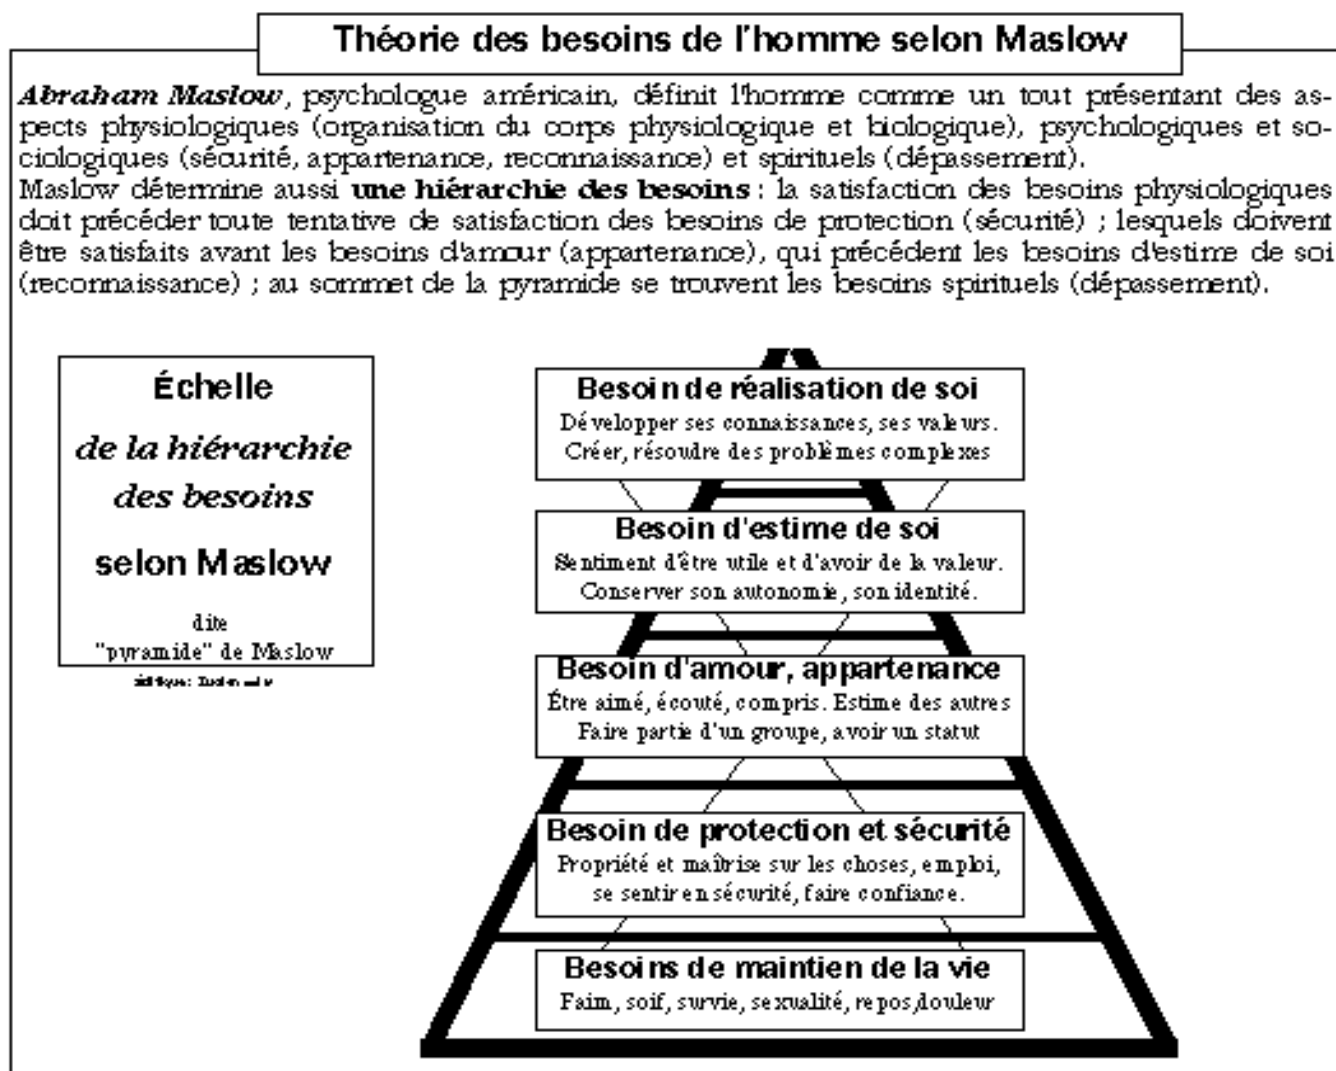 Théorie des besoins de l'homme selon Maslow
Abraham Maslow, psychologue américain, définit l'homme comme un tout présentant des as-
pects physiologiques (organisation du corps physiologique et biologique), psychologiques et so-
ciologiques (sécurité, appartenance, reconnaissance) et spirituels (dépassement).
Maslow détermine aussi une hiérarchie des besoins : la satisfaction des besoins physiologiques
doit précéder toute tentative de satisfaction des besoins de protection (sécurité) ; lesquels doivent
être satisfaits avant les besoins d'amour (appartenance), qui précédent les besoins d'estime de soi
(reconnaissance) ; au sommet de la pyramide se trouvent les besoins spirituels (dépassement).
Échelle
de la hiérarchie
des besoins
selon Maslow
dite
"pyramide" de Maslow
Besoin de réalisation de soi
Développer ses connaissances, ses valeurs.
Créer, résoudre des problèmes complexes
Besoin d'estime de soi
Sentiment d'être utile et d'avoir de la valeur.
Conserver son autonomie, son identité.
Besoin d'amour, appartenance
Être aimé, écouté, compris. Estime des autres
Faire partie d'un groupe, avoir un statut
Besoin de protection et sécurité
Propriété et maîtrise sur les choses, emploi,
se sentir en sécurité, faire confiance.
Besoins de maintien de la vie
Faim, soif, survie, sexualité, repos,douleur